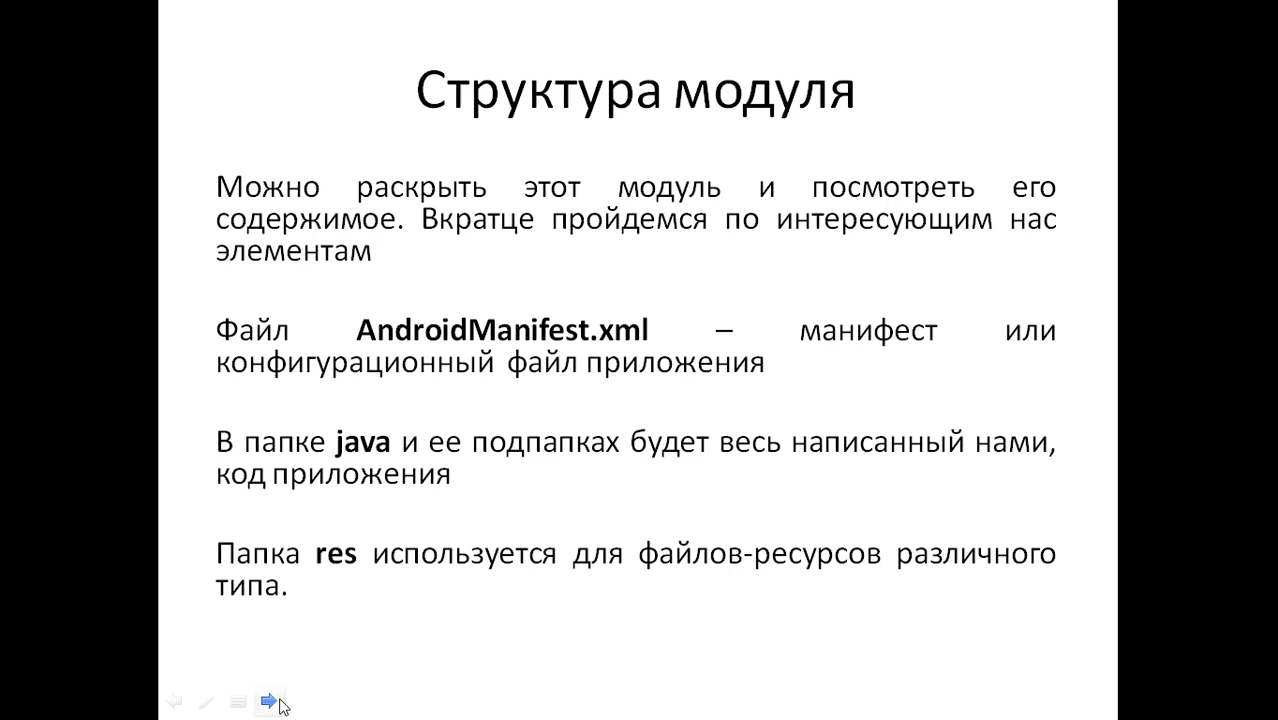 Структура модуля
Можно раскрыть этот модуль и посмотреть его
содержимое. Вкратце пройдемся по интересующим нас
элементам
Файл AndroidManifest.xml – манифест или
конфигурационный файл приложения
В папке java и ее подпапках будет весь написанный нами,
код приложения
Папка res используется для файлов-ресурсов различного
типа.